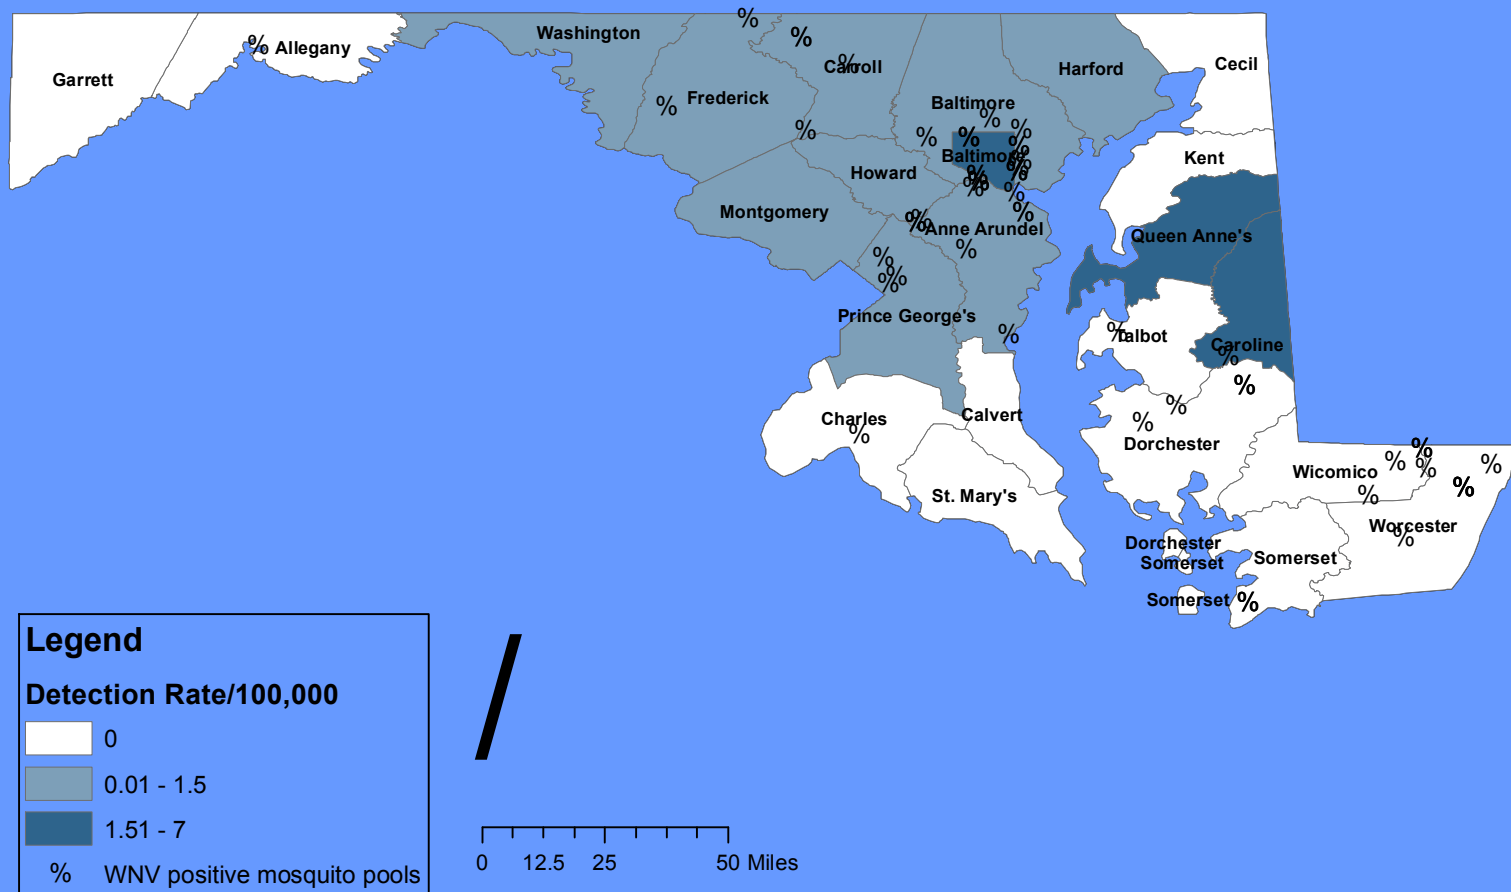 Washington
Allegany
Garrett
Carroll
Harford
Cecil
Frederick
Baltimore
Baltimore
Kent
Howard
Montgomery
Anne Arundel
Queen Anne's
Prince George's
Talbot
Caroline
Charles
Calvert
Dorchester
St. Mary's
Wicomico
Worcester
Dorchester
Somerset
Somerset
Somerset
Legend
Detection Rate/100,000
0
0.01 - 1.5
1.51 - 7
% WNV positive mosquito pools
0 12.5 25 50 Miles